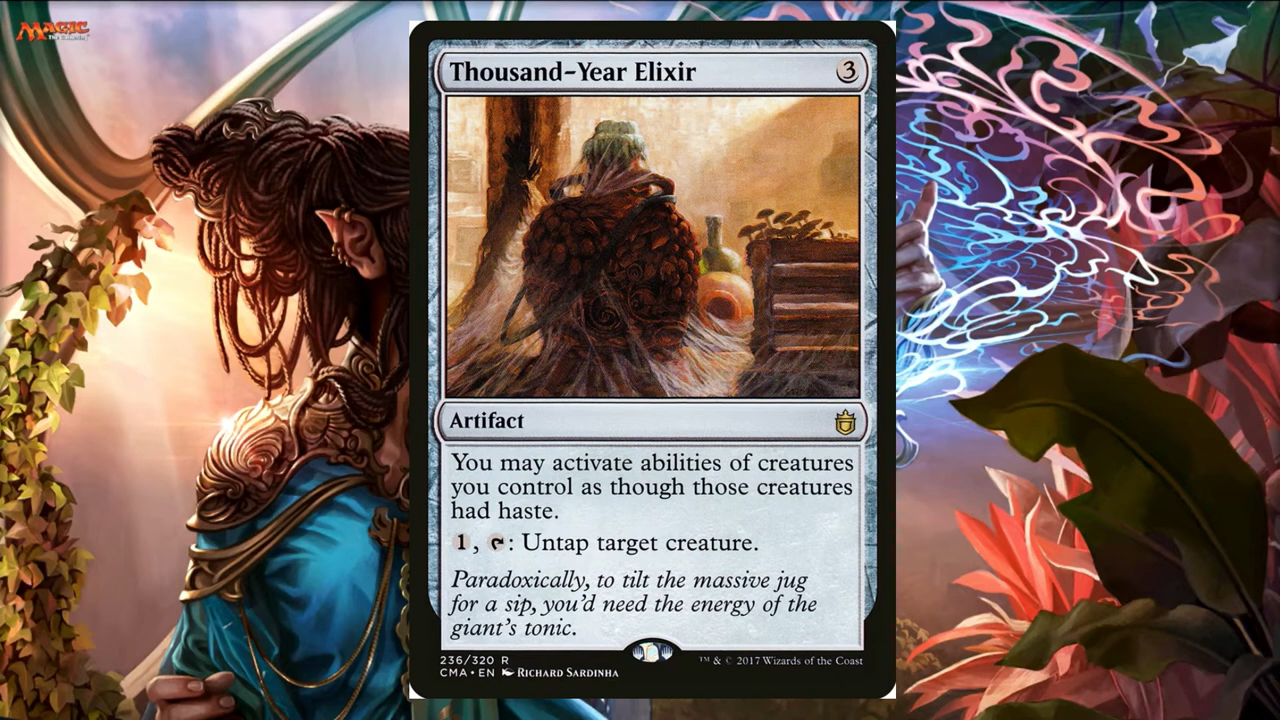 MAGIC
THE GATHERING
Thousand-Year Elixir 3
Artifact
You may activate abilities of creatures
you control as though those creatures
had haste.
1, : Untap target creature.
Paradoxically, to tilt the massive jug
for a sip, you'd need the energy of the
giant's tonic.
236/320 R
™ & © 2017 Wizards of the Coast
CMA • EN RICHARD SARDINHA